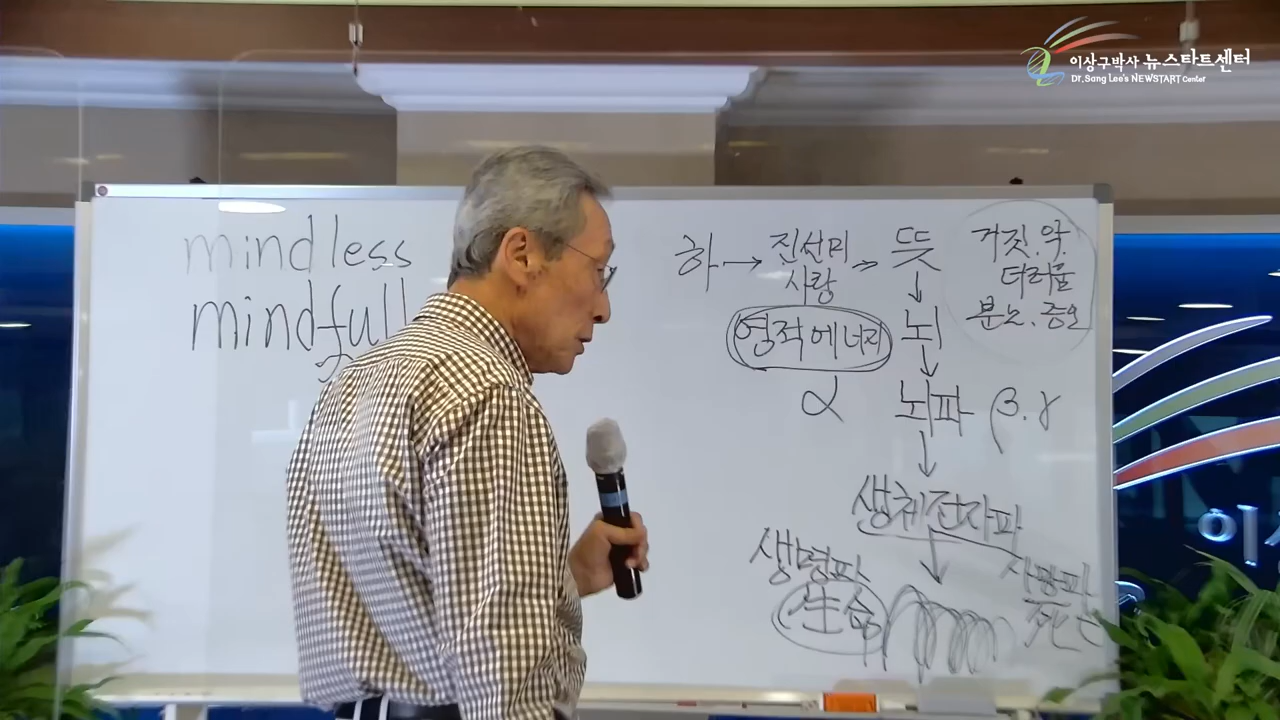 이상구박사 뉴스타트센터
Dr. Sang Lee's NEWSTART Center
mindless
mindfull
하 → 진선미 → 뜻
사랑
거짓.악.
더러움
분노.증오
↓
영적에너지
뇌
↓
α
뇌파 β.γ
↓
생체전자파
↓
생명파
生命
사망파
死亡
이상